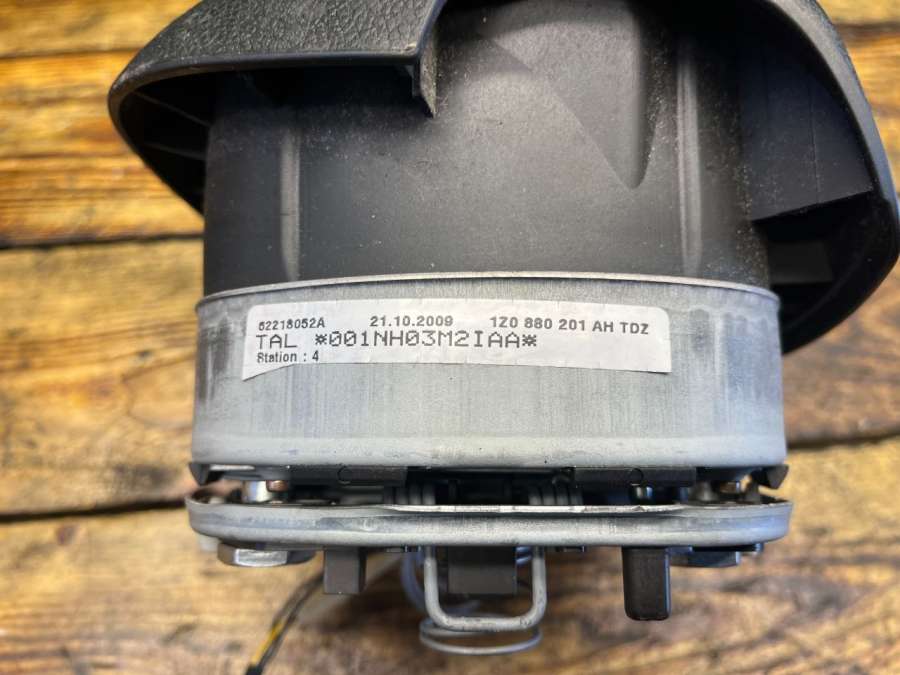 62218052A 21.10.2009 1Z0 880 201 AH TDZ
TAL *001NH03M2IAA*
Station : 4